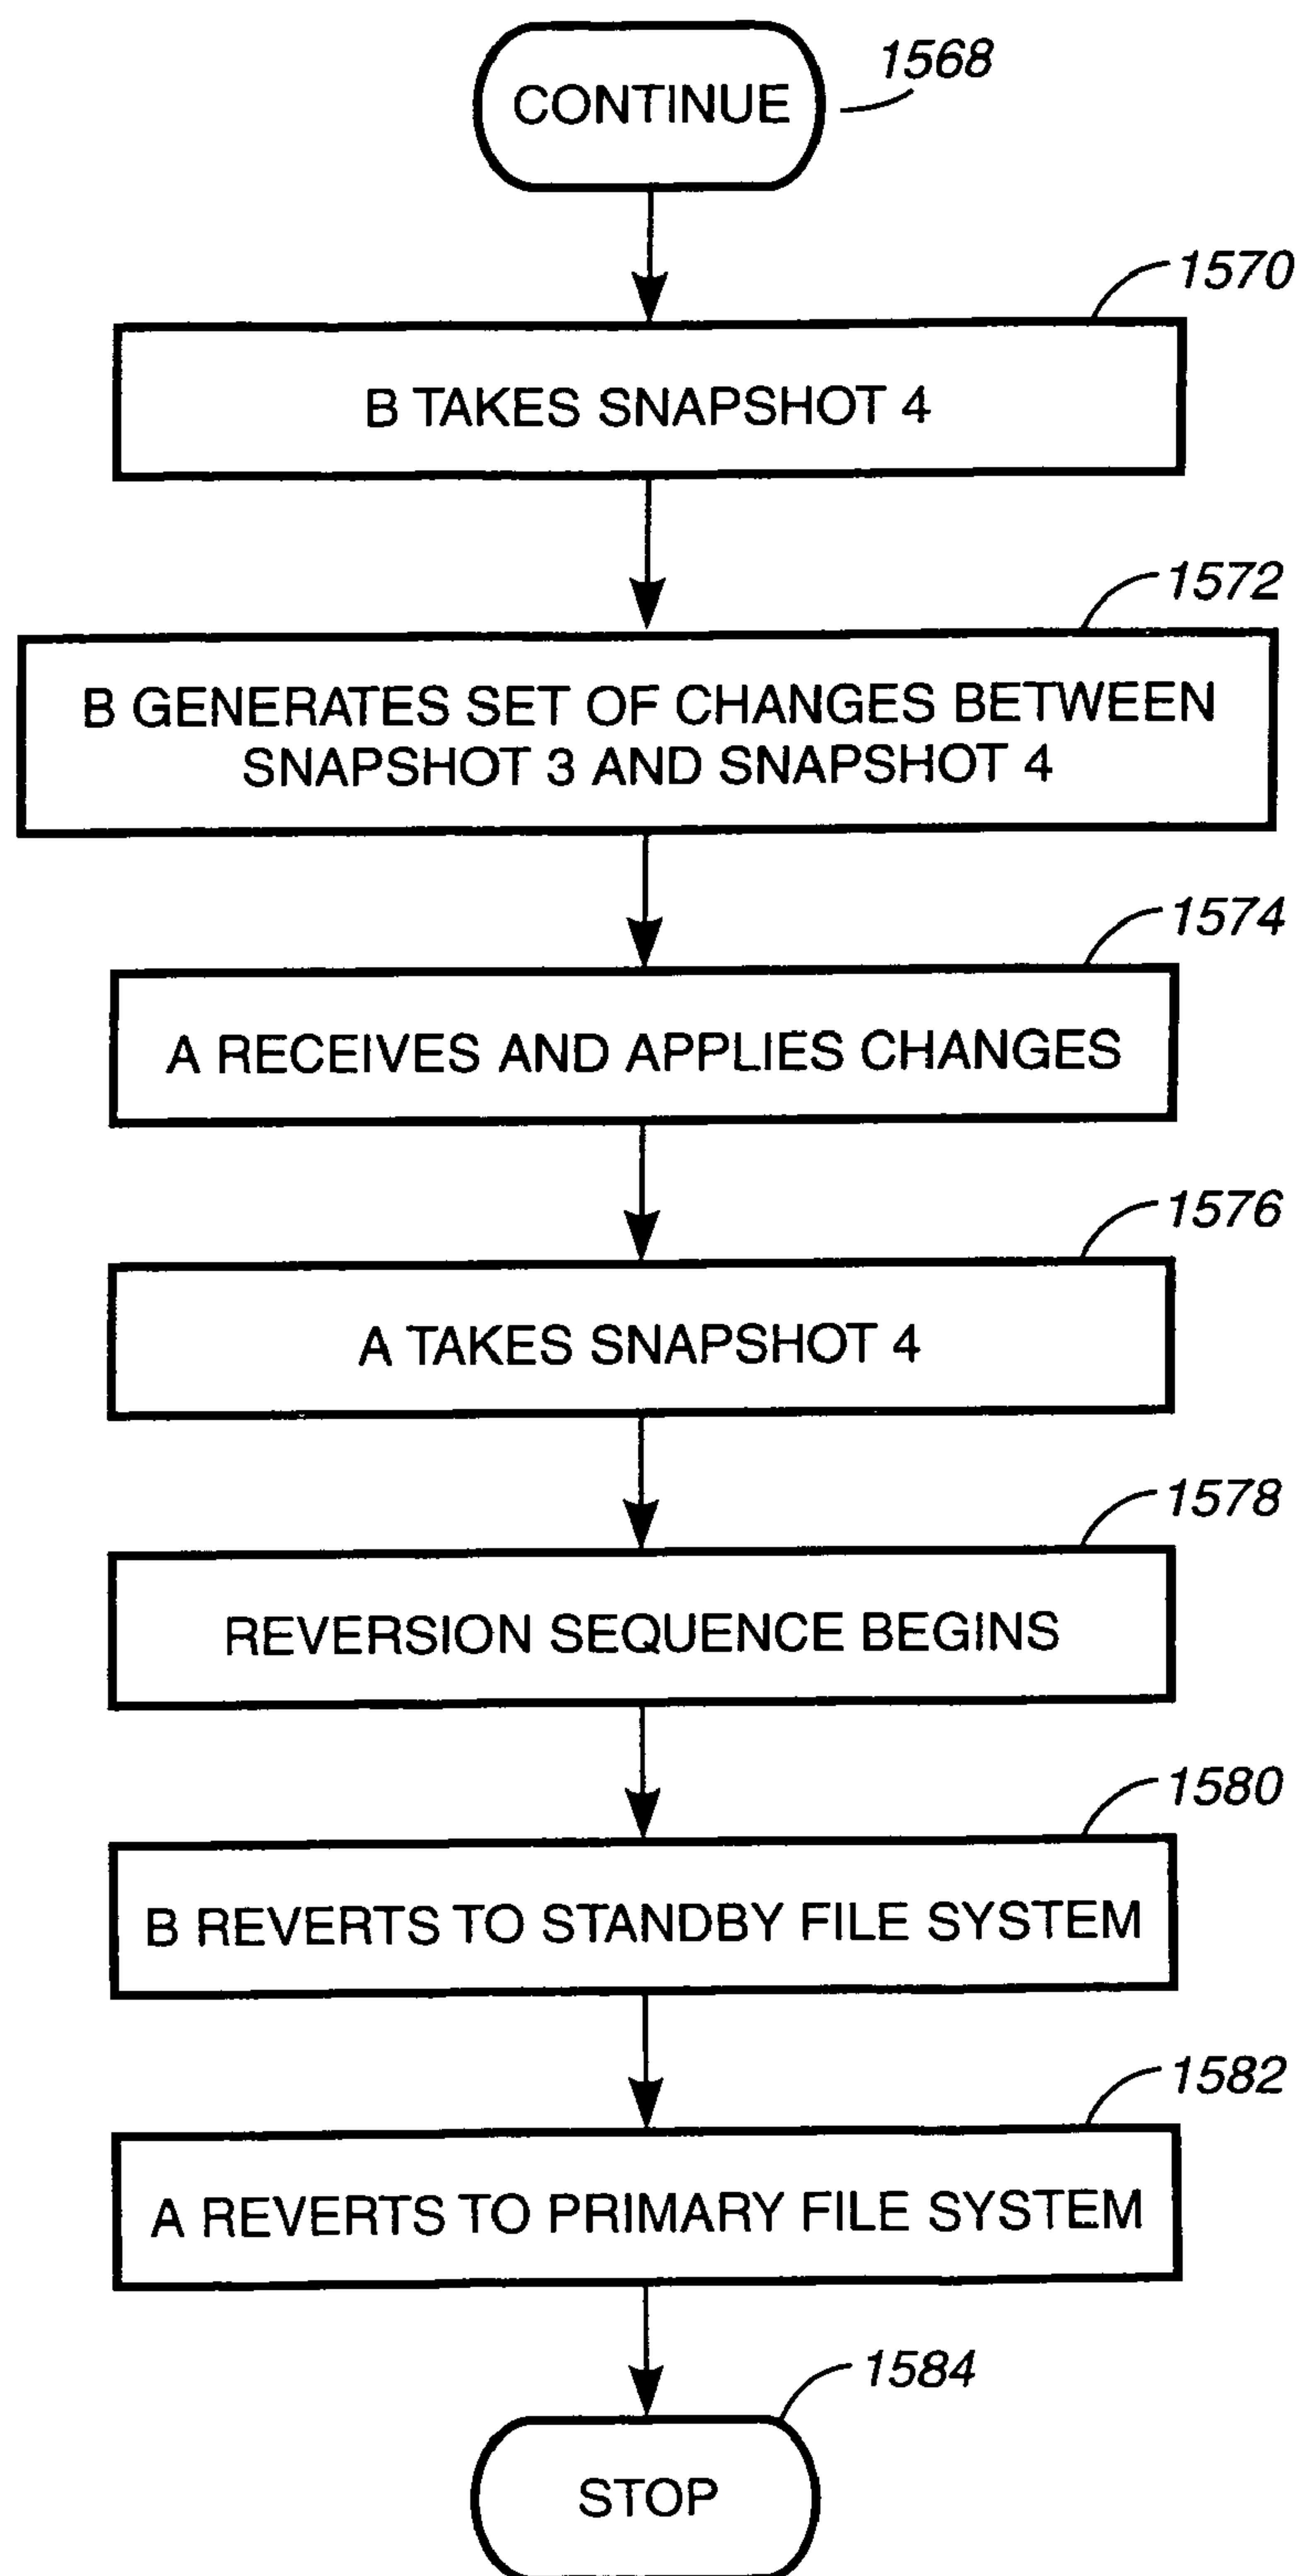 CONTINUE
1568
1570
B TAKES SNAPSHOT 4
1572
B GENERATES SET OF CHANGES BETWEEN
SNAPSHOT 3 AND SNAPSHOT 4
1574
A RECEIVES AND APPLIES CHANGES
1576
A TAKES SNAPSHOT 4
1578
REVERSION SEQUENCE BEGINS
1580
B REVERTS TO STANDBY FILE SYSTEM
1582
A REVERTS TO PRIMARY FILE SYSTEM
1584
STOP